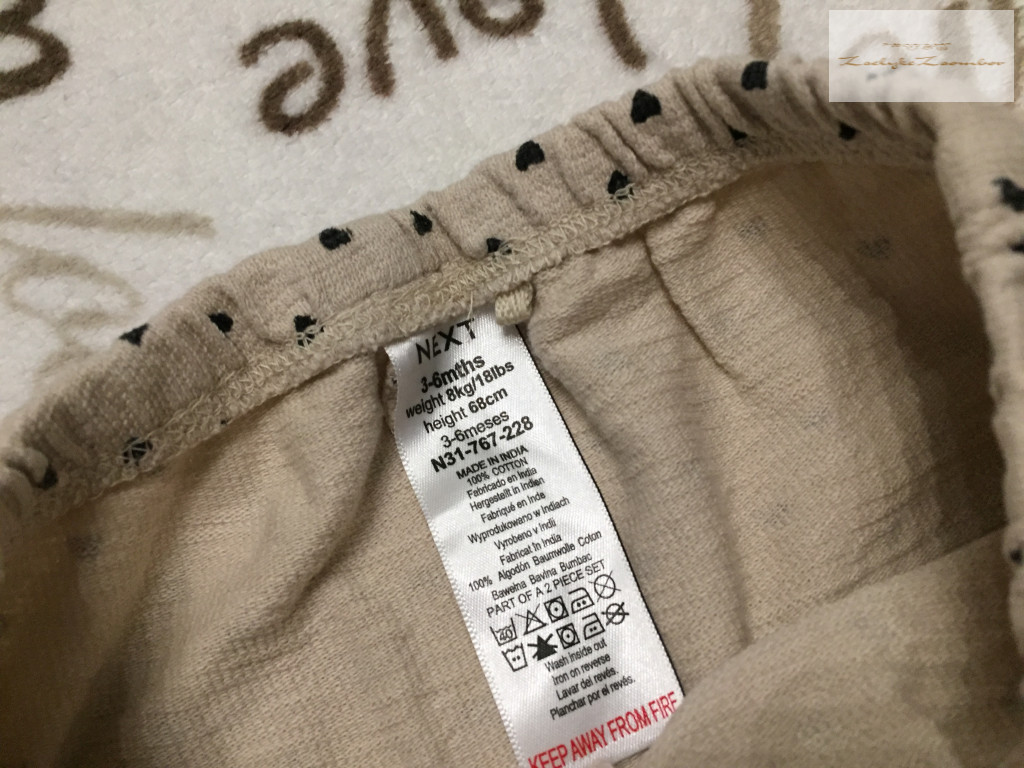 love
NEXT
3-6mths
weight 8kg/18lbs
height 68cm
3-6meses
N31-767-228
MADE IN INDIA
100% COTTON
Fabricado en India
Hergestellt in Indien
Fabriqué en Inde
Wyprodukowano w Indiach
Vyrobeno v Indii
Fabricat în India
100% Algodón Baumwolle Coton
Bawełna Bavlna Bumbac
PART OF A 2 PIECE SET
40
Wash inside out
Iron on reverse
Lavar del revés.
Planchar por el revés.
KEEP AWAY FROM FIRE